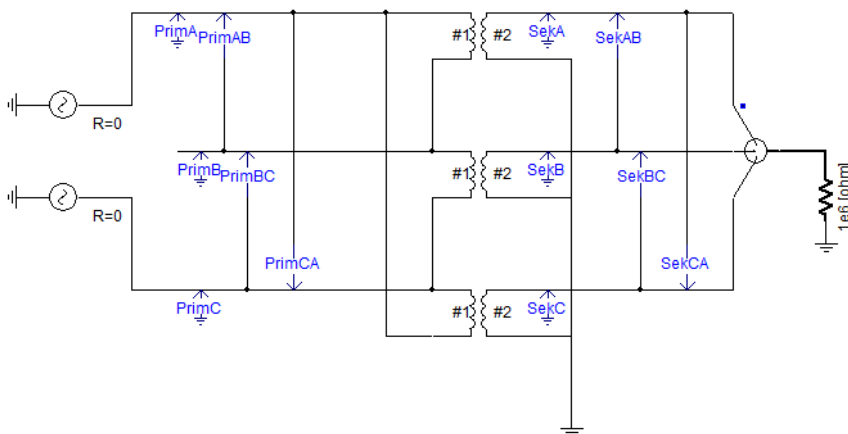 PrimA
PrimAB
#1
#2
SekA
SekAB
R=0
PrimB
PrimBC
#1
#2
SekB
SekBC
R=0
1e6 [ohm]
PrimCA
SekCA
PrimC
#1
#2
SekC